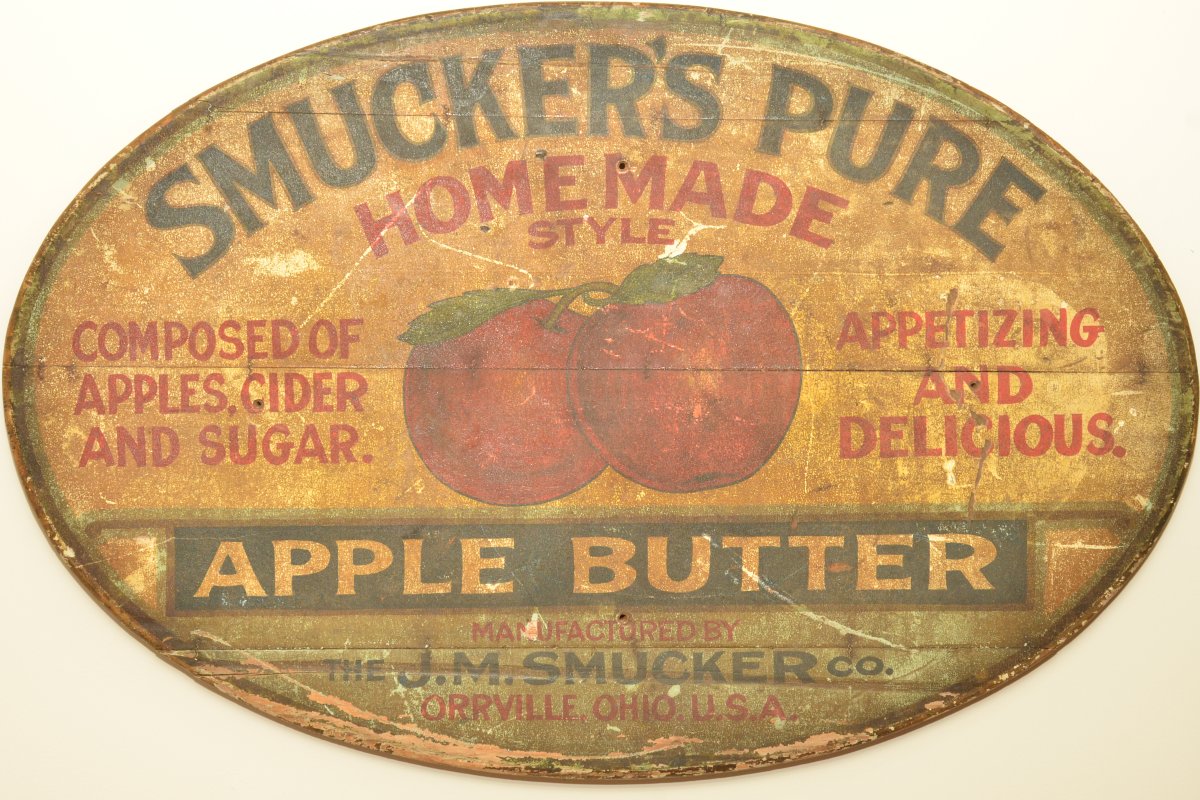 SMUCKER'S PURE
HOME MADE
STYLE
COMPOSED OF
APPLES, CIDER
AND SUGAR.
APPETIZING
AND
DELICIOUS.
APPLE BUTTER
MANUFACTURED BY
THE J.M. SMUCKER CO.
ORRVILLE, OHIO. U.S.A.